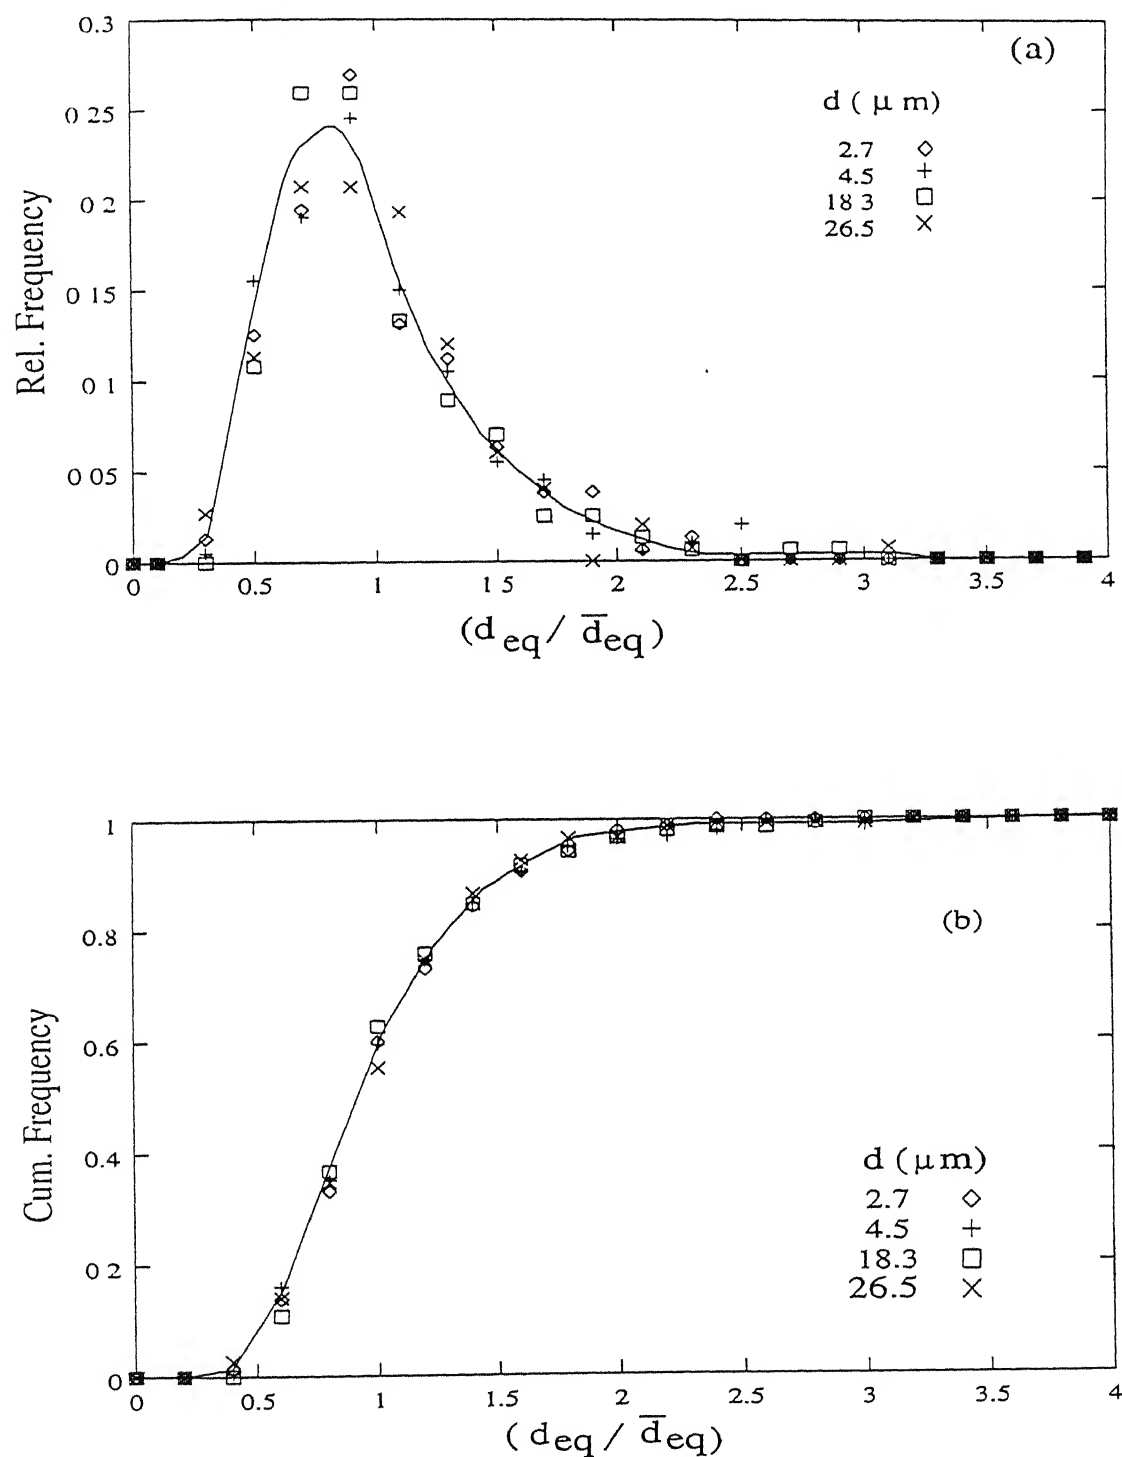 0.3
(a)
d ( μ m)
0 25
2.7
4.5
0 2
18 3
26.5
Rel. Frequency
0 15
0 1
0 05
0
0 0.5 1 1 5 2 2.5 3 3.5 4
(d eq / d̅ eq)
1
0.8
(b)
Cum. Frequency
0.6
0.4
d (μm)
2.7
4.5
0 2
18.3
26.5
0
0 0.5 1 1.5 2 2.5 3 3.5 4
( d eq / d̅ eq)